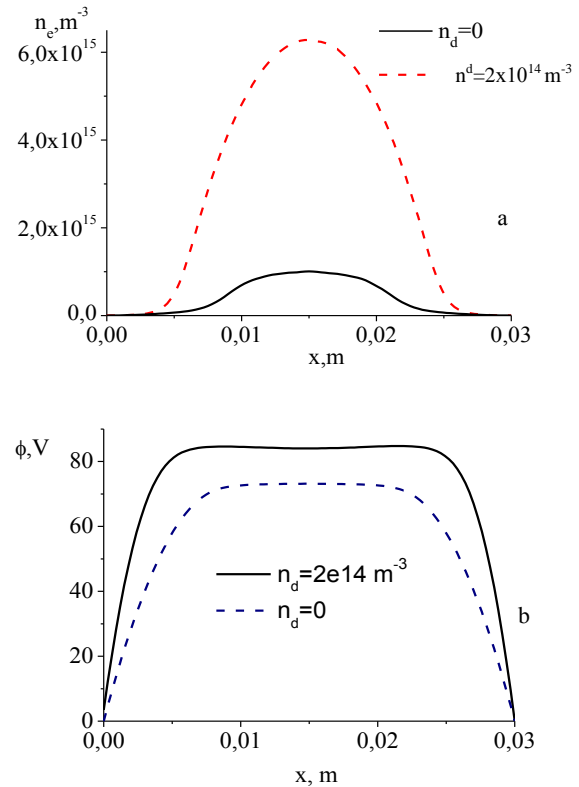 n_e,m^-3
6,0x10^15
4,0x10^15
2,0x10^15
0,0
n_d=0
n^d=2x10^14 m^-3
a
0,00 0,01 0,02 0,03
x,m
ϕ,V
80
60
40
20
0
n_d=2e14 m^-3
n_d=0
b
0,00 0,01 0,02 0,03
x, m